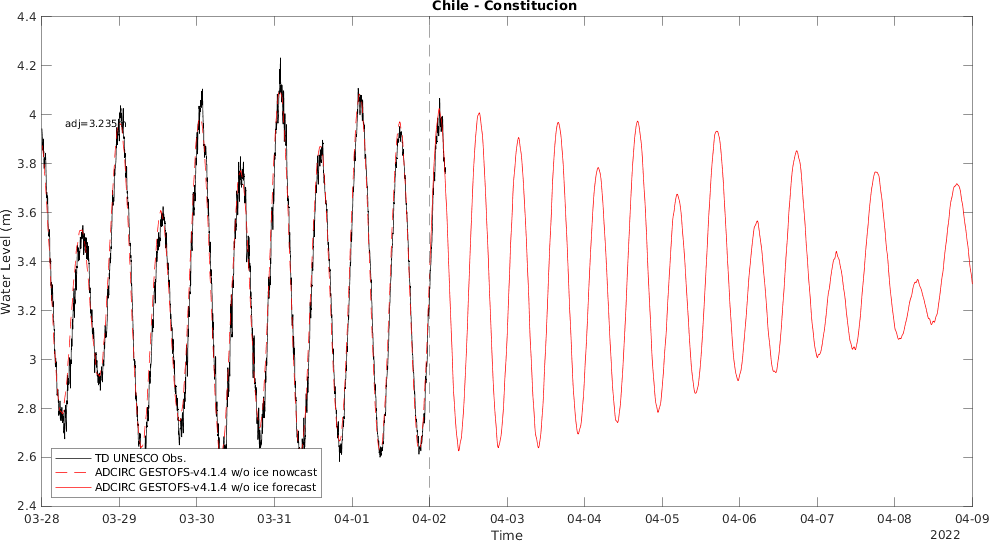 Chile - Constitucion
4.4
4.2
4
3.8
3.6
3.4
3.2
3
2.8
2.6
2.4
Water Level (m)
adj=3.235m
TD UNESCO Obs.
ADCIRC GESTOFS-v4.1.4 w/o ice nowcast
ADCIRC GESTOFS-v4.1.4 w/o ice forecast
03-28 03-29 03-30 03-31 04-01 04-02 04-03 04-04 04-05 04-06 04-07 04-08 04-09
Time
2022